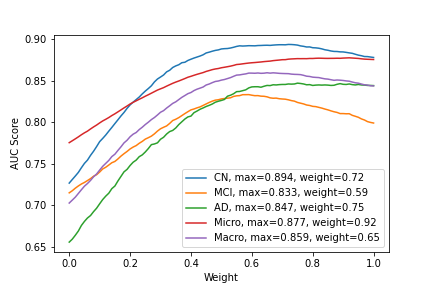 0.90
0.85
0.80
0.75
0.70
0.65
AUC Score
0.0 0.2 0.4 0.6 0.8 1.0
Weight
CN, max=0.894, weight=0.72
MCI, max=0.833, weight=0.59
AD, max=0.847, weight=0.75
Micro, max=0.877, weight=0.92
Macro, max=0.859, weight=0.65